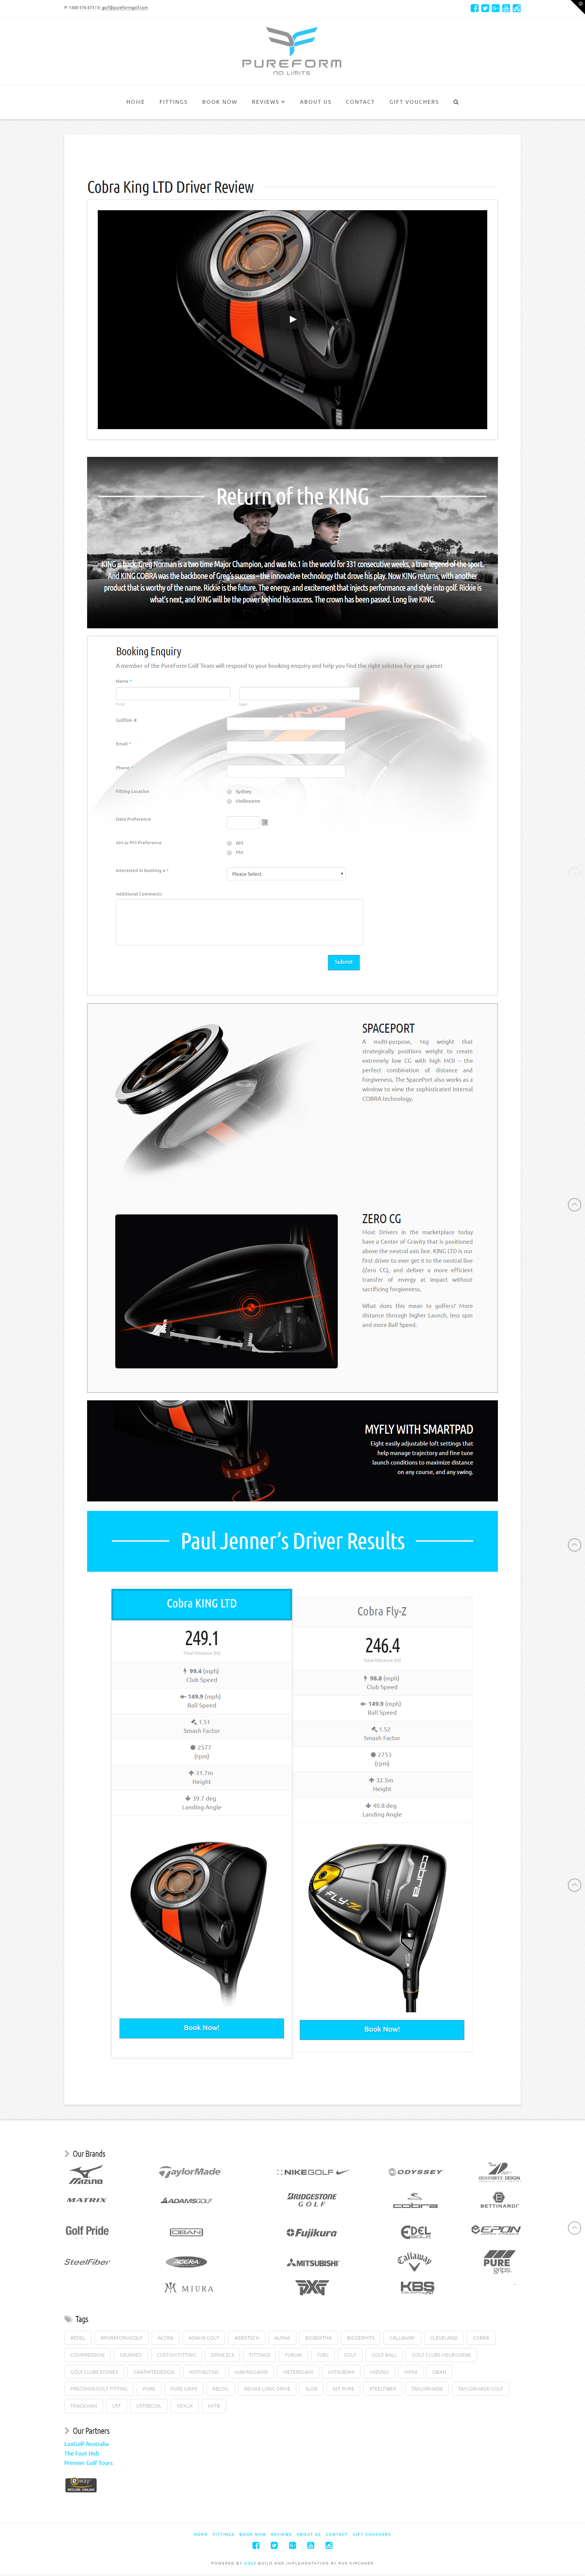 P: 1300 576 873 | E: golf@pureformgolf.com
PUREFORM
NO LIMITS
HOME
FITTINGS
BOOK NOW
REVIEWS
ABOUT US
CONTACT
GIFT VOUCHERS
Cobra King LTD Driver Review
cobra
KING
Return of the KING
KING is back. Greg Norman is a two time Major Champion, and was No.1 in the world for 331 consecutive weeks, a true legend of the sport.
And KING COBRA was the backbone of Greg's success—the innovative technology that drove his play. Now KING returns, with another
product that is worthy of the name. Rickie is the future. The energy, and excitement that injects into performance and style into golf. Rickie is
what's next, and KING will be the power behind his success. The crown has been passed. Long live KING.
Booking Enquiry
A member of the PureForm Golf Team will respond to your booking enquiry and help you find the right solution for your game!
Name *
First
Last
Golflink #
Email *
Phone *
Fitting Location
Sydney
Melbourne
Date Preference
AM or PM Preference
AM
PM
Interested in booking a *
Please Select
Additional Comments
Submit
SPACEPORT
A multi-purpose, 16g weight that
strategically positions weight to create
extremely low CG with high MOI – the
perfect combination of distance and
forgiveness. The SpacePort also works as a
window to view the sophisticated internal
COBRA technology.
ZERO CG
Most Drivers in the marketplace today
have a Center of Gravity that is positioned
above the neutral axis line. KING LTD is our
first driver to ever get it to the neutral line
(Zero CG), and deliver a more efficient
transfer of energy at impact without
sacrificing forgiveness.
What does this mean to golfers? More
distance through higher Launch, less spin
and more Ball Speed.
MYFLY WITH SMARTPAD
Eight easily adjustable loft settings that
help manage trajectory and fine tune
launch conditions to maximize distance
on any course, and any swing.
Paul Jenner's Driver Results
Cobra KING LTD
249.1
Total Distance (M)
99.4 (mph)
Club Speed
149.9 (mph)
Ball Speed
1.51
Smash Factor
2577
(rpm)
31.7m
Height
39.7 deg
Landing Angle
cobra
Book Now!
Cobra Fly-Z
246.4
Total Distance (M)
98.8 (mph)
Club Speed
149.9 (mph)
Ball Speed
1.52
Smash Factor
2753
(rpm)
32.5m
Height
40.8 deg
Landing Angle
FLY-Z
cobra
Book Now!
Our Brands
MIZUNO
TaylorMade
NIKEGOLF
ODYSSEY
GRAPHITE DESIGN
MATRIX
ADAMSGOLF
BRIDGESTONE
GOLF
cobra
BETTINARDI
Golf Pride
OBAN
Fujikura
EDEL
GOLF
EPON
SteelFiber
ACCRA
MITSUBISHI
Callaway
PURE
grips
MIURA
PXG
KBS
Tags
#EDEL
#PUREFORMGOLF
ACCRA
ADAMS GOLF
AEROTECH
ALPHA
BIGBERTHA
BIGGERHITS
CALLAWAY
CLEVELAND
COBRA
COMPRESSION
CRUSHED
CUSTOM FITTING
ERNIE ELS
FITTINGS
FUBUKI
FUEL
GOLF
GOLF BALL
GOLF CLUBS MELBOURNE
GOLF CLUBS SYDNEY
GRAPHITEDESIGN
HOTMELTING
MAKINGGAINS
METERSGAIN
MITSUBISHI
MIZUNO
MP54
OBAN
PRECISION GOLF FITTING
PURE
PURE GRIPS
RECOIL
REMAX LONG DRIVE
SLDR
SST PURE
STEELFIBER
TAYLORMADE
TAYLORMADE GOLF
TRACKMAN
UST
USTRECOIL
VEYLIX
WITB
Our Partners
LuxGolf Australia
The Foot Hub
Premier Golf Tours
eway
SECURE ONLINE
HOME
FITTINGS
BOOK NOW
REVIEWS
ABOUT US
CONTACT
GIFT VOUCHERS
POWERED BY GOLF BUILD AND IMPLEMENTATION BY RUS KIRCHNER